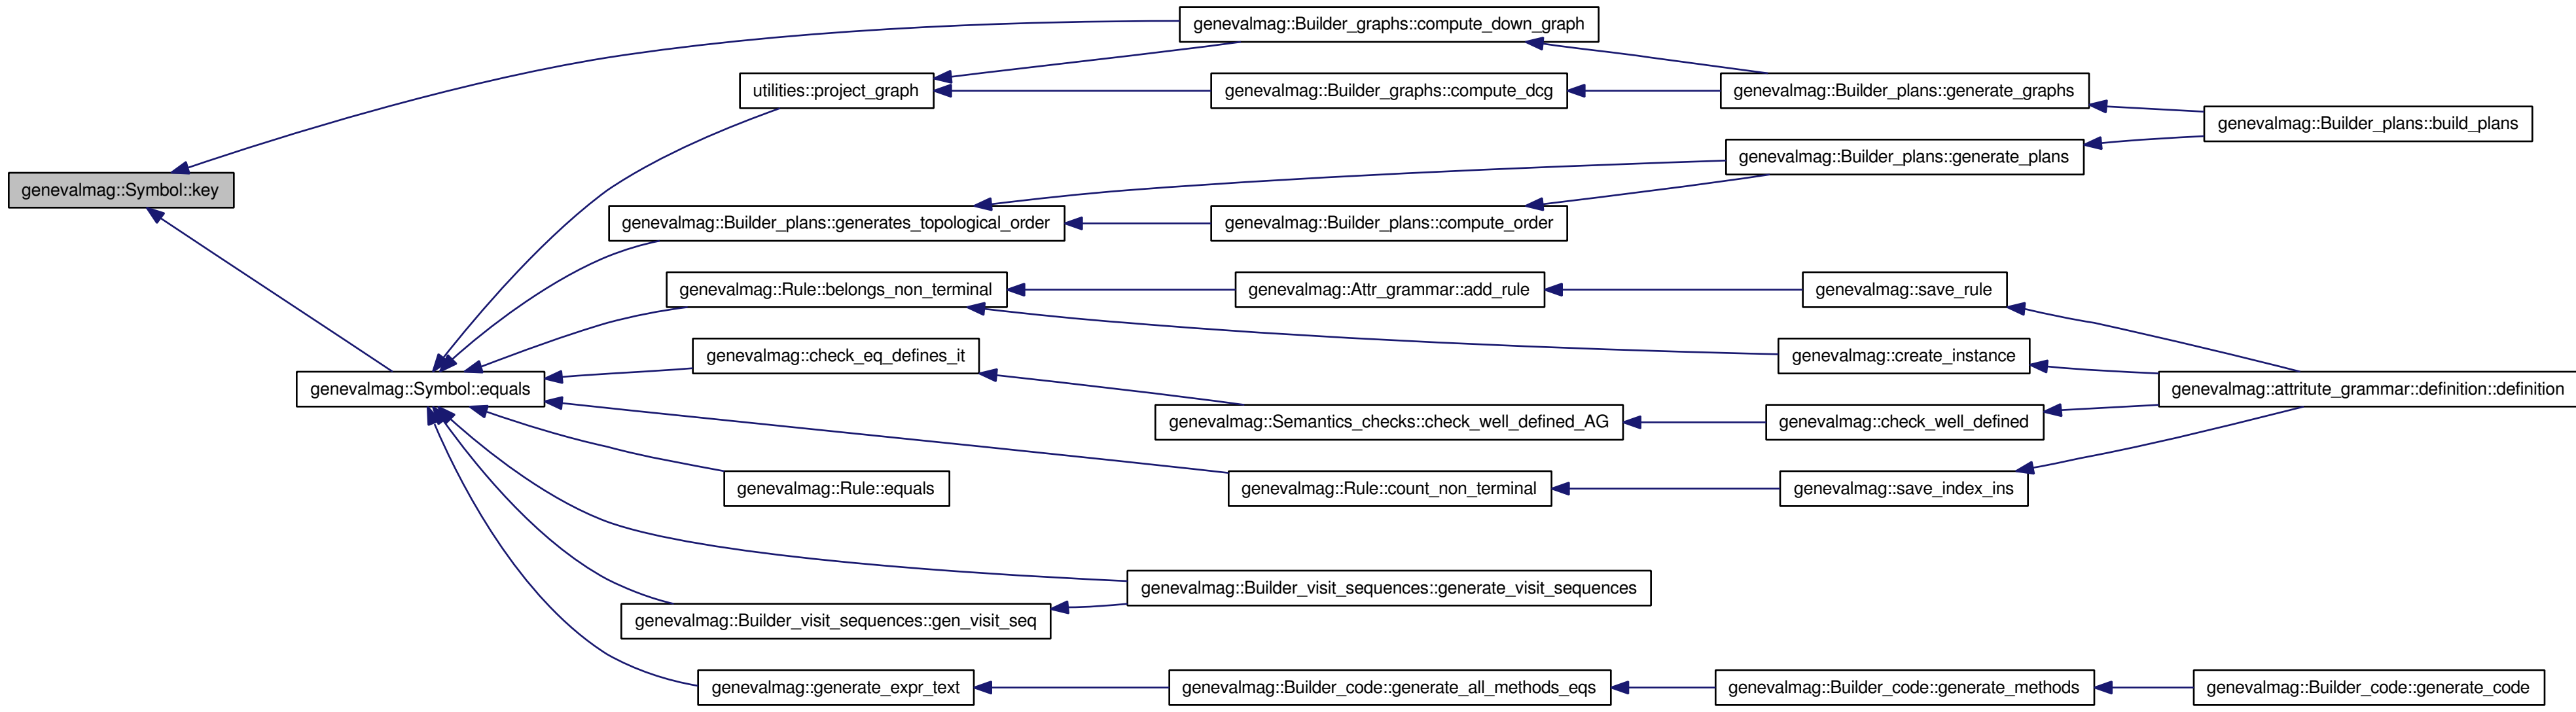 genevalmag::Builder_graphs::compute_down_graph
utilities::project_graph
genevalmag::Builder_graphs::compute_dcg
genevalmag::Builder_plans::generate_graphs
genevalmag::Builder_plans::build_plans
genevalmag::Builder_plans::generate_plans
genevalmag::Symbol::key
genevalmag::Builder_plans::generates_topological_order
genevalmag::Builder_plans::compute_order
genevalmag::Rule::belongs_non_terminal
genevalmag::Attr_grammar::add_rule
genevalmag::save_rule
genevalmag::check_eq_defines_it
genevalmag::create_instance
genevalmag::Symbol::equals
genevalmag::attritute_grammar::definition::definition
genevalmag::Semantics_checks::check_well_defined_AG
genevalmag::check_well_defined
genevalmag::Rule::equals
genevalmag::Rule::count_non_terminal
genevalmag::save_index_ins
genevalmag::Builder_visit_sequences::generate_visit_sequences
genevalmag::Builder_visit_sequences::gen_visit_seq
genevalmag::generate_expr_text
genevalmag::Builder_code::generate_all_methods_eqs
genevalmag::Builder_code::generate_methods
genevalmag::Builder_code::generate_code